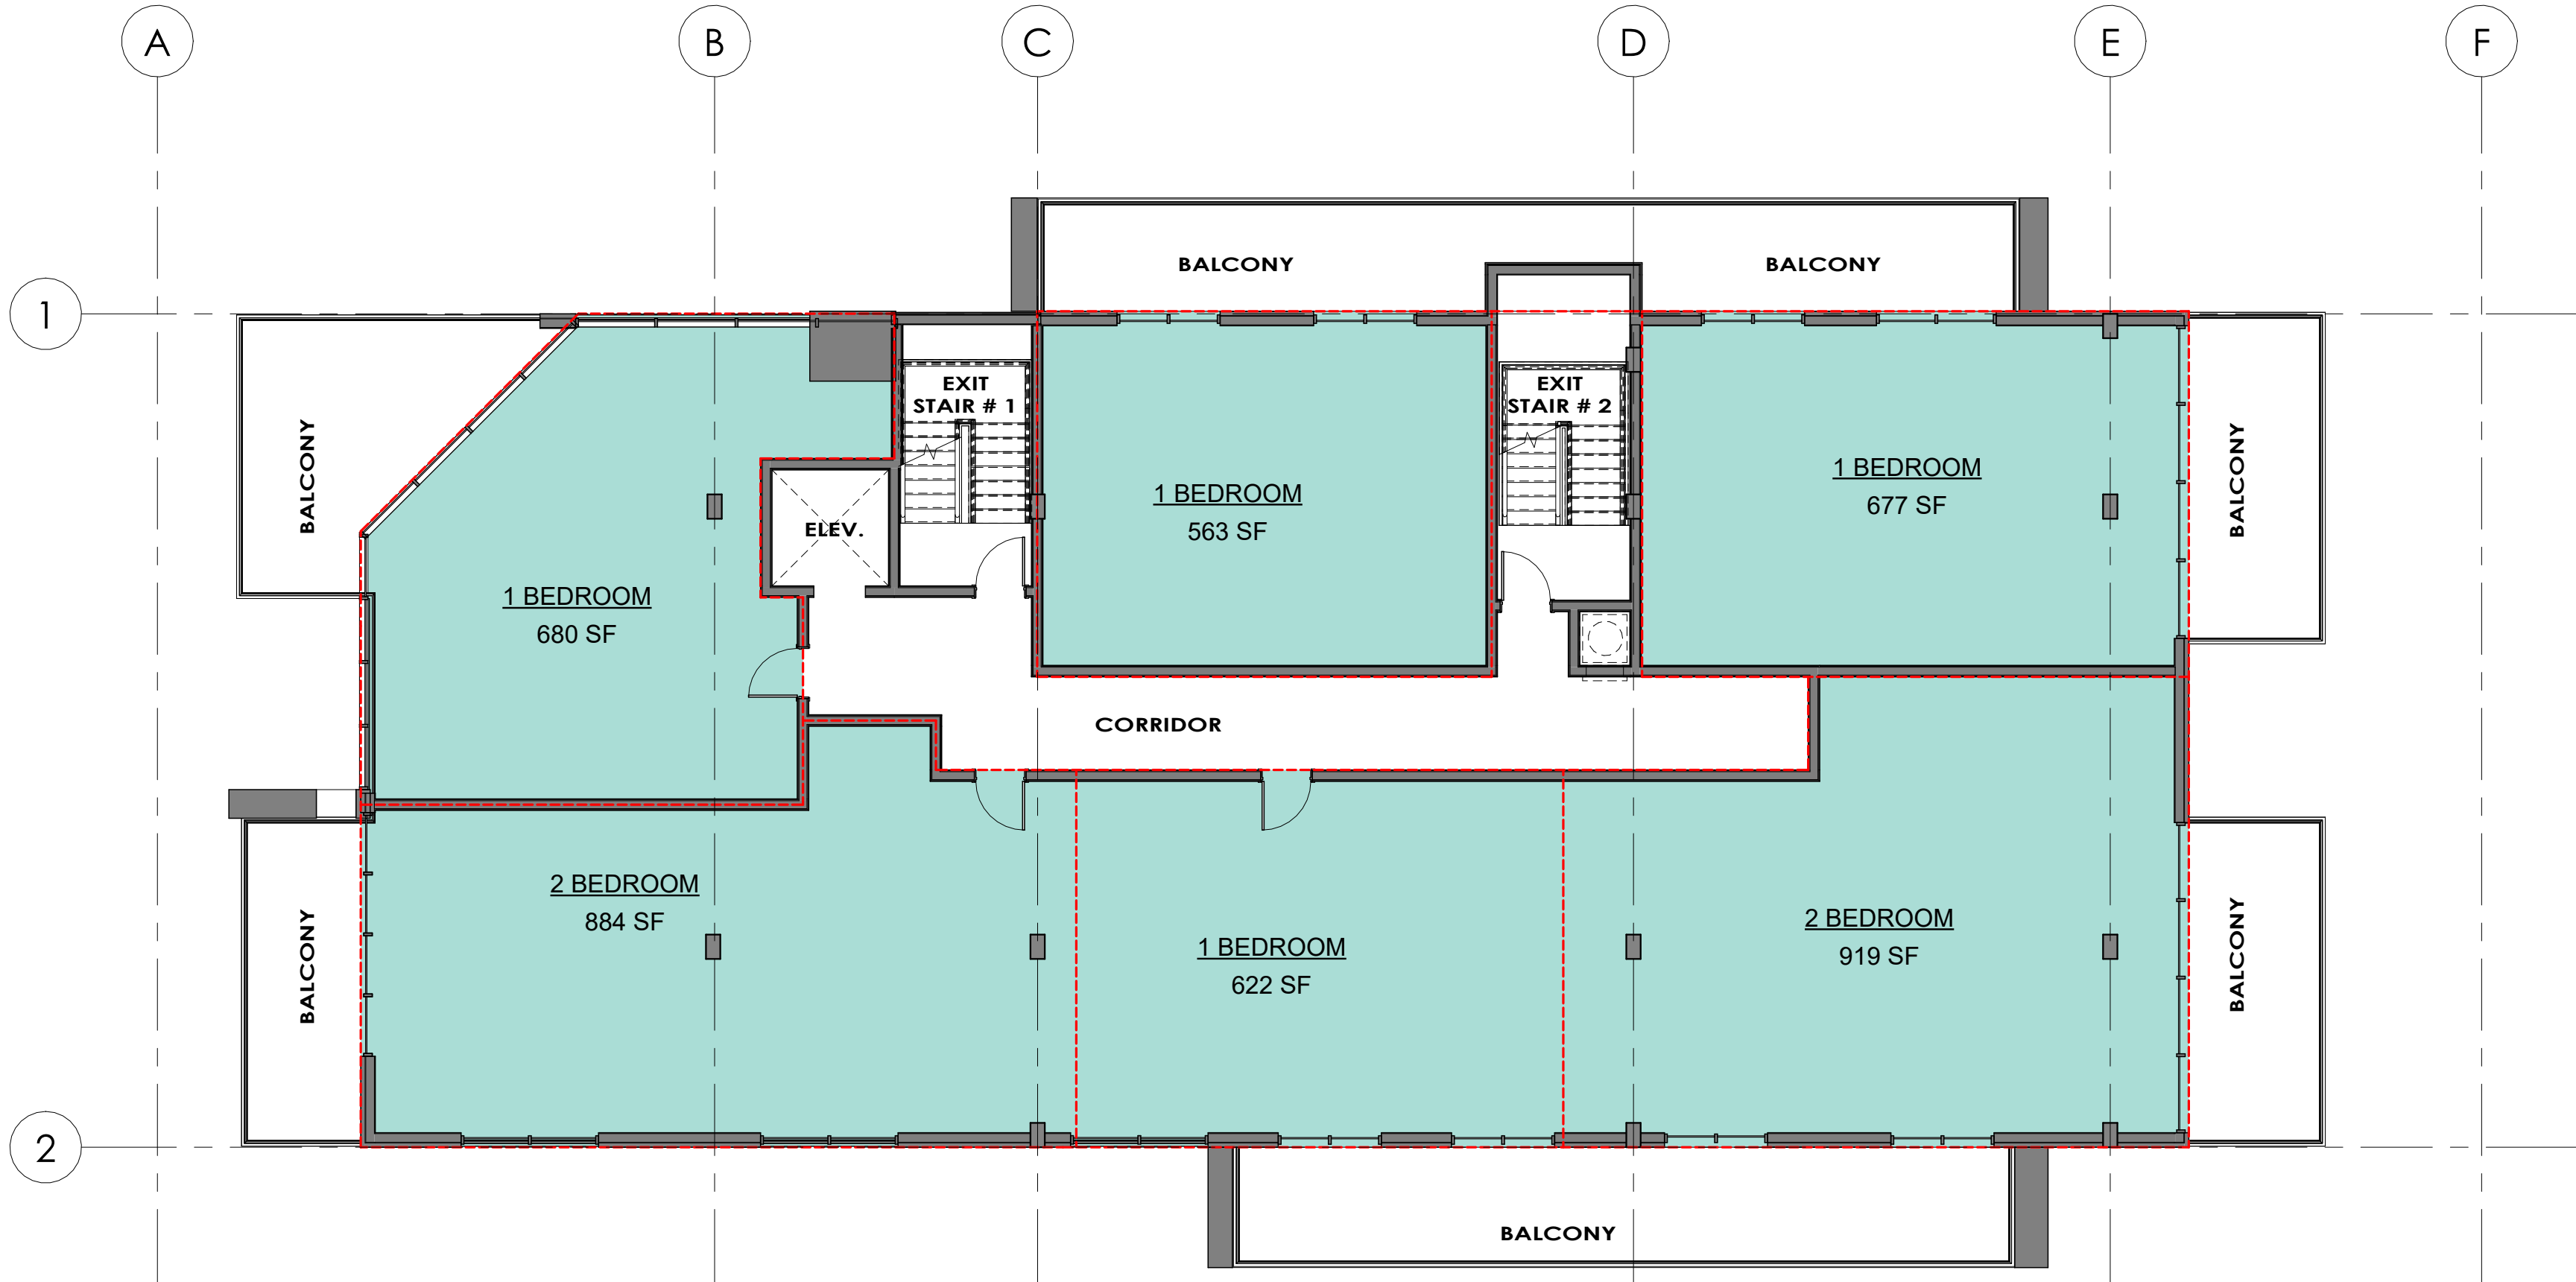 A
B
C
D
E
F
1
BALCONY
BALCONY
EXIT
STAIR # 1
EXIT
STAIR # 2
BALCONY
BALCONY
1 BEDROOM
677 SF
1 BEDROOM
563 SF
ELEV.
1 BEDROOM
680 SF
CORRIDOR
2 BEDROOM
884 SF
1 BEDROOM
622 SF
2 BEDROOM
919 SF
BALCONY
BALCONY
2
BALCONY